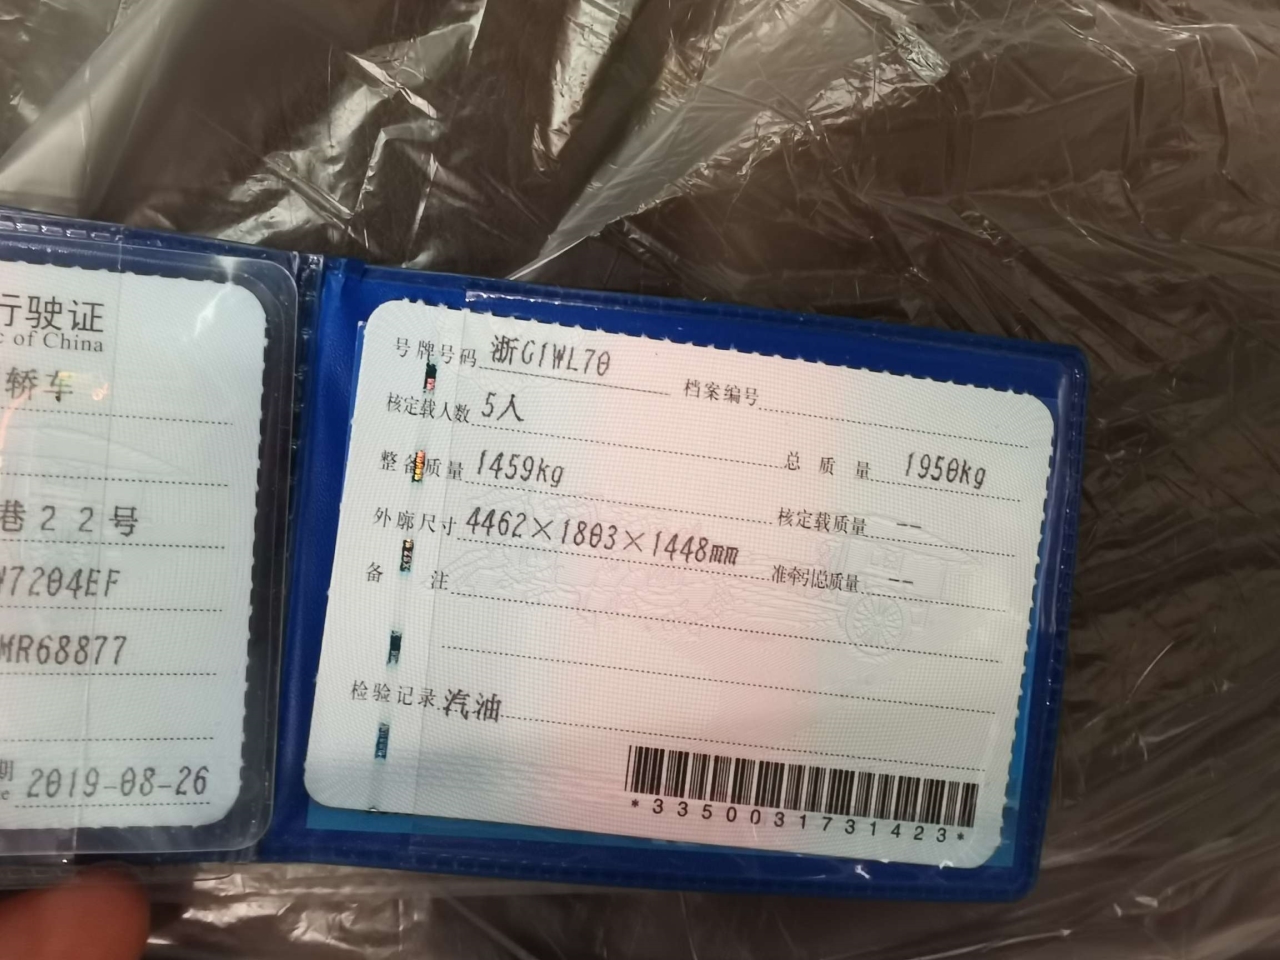 行驶证
c of China
轿车
巷22号
7204EF
MR68877
期
e 2019-08-26
号牌号码 浙G1WL70 档案编号
核定载人数 5人 总质量 1950kg
整备质量 1459kg 核定载质量 --
外廓尺寸 4462×1803×1448mm 准牵引总质量 --
备注
检验记录 汽油
*3350031731423*